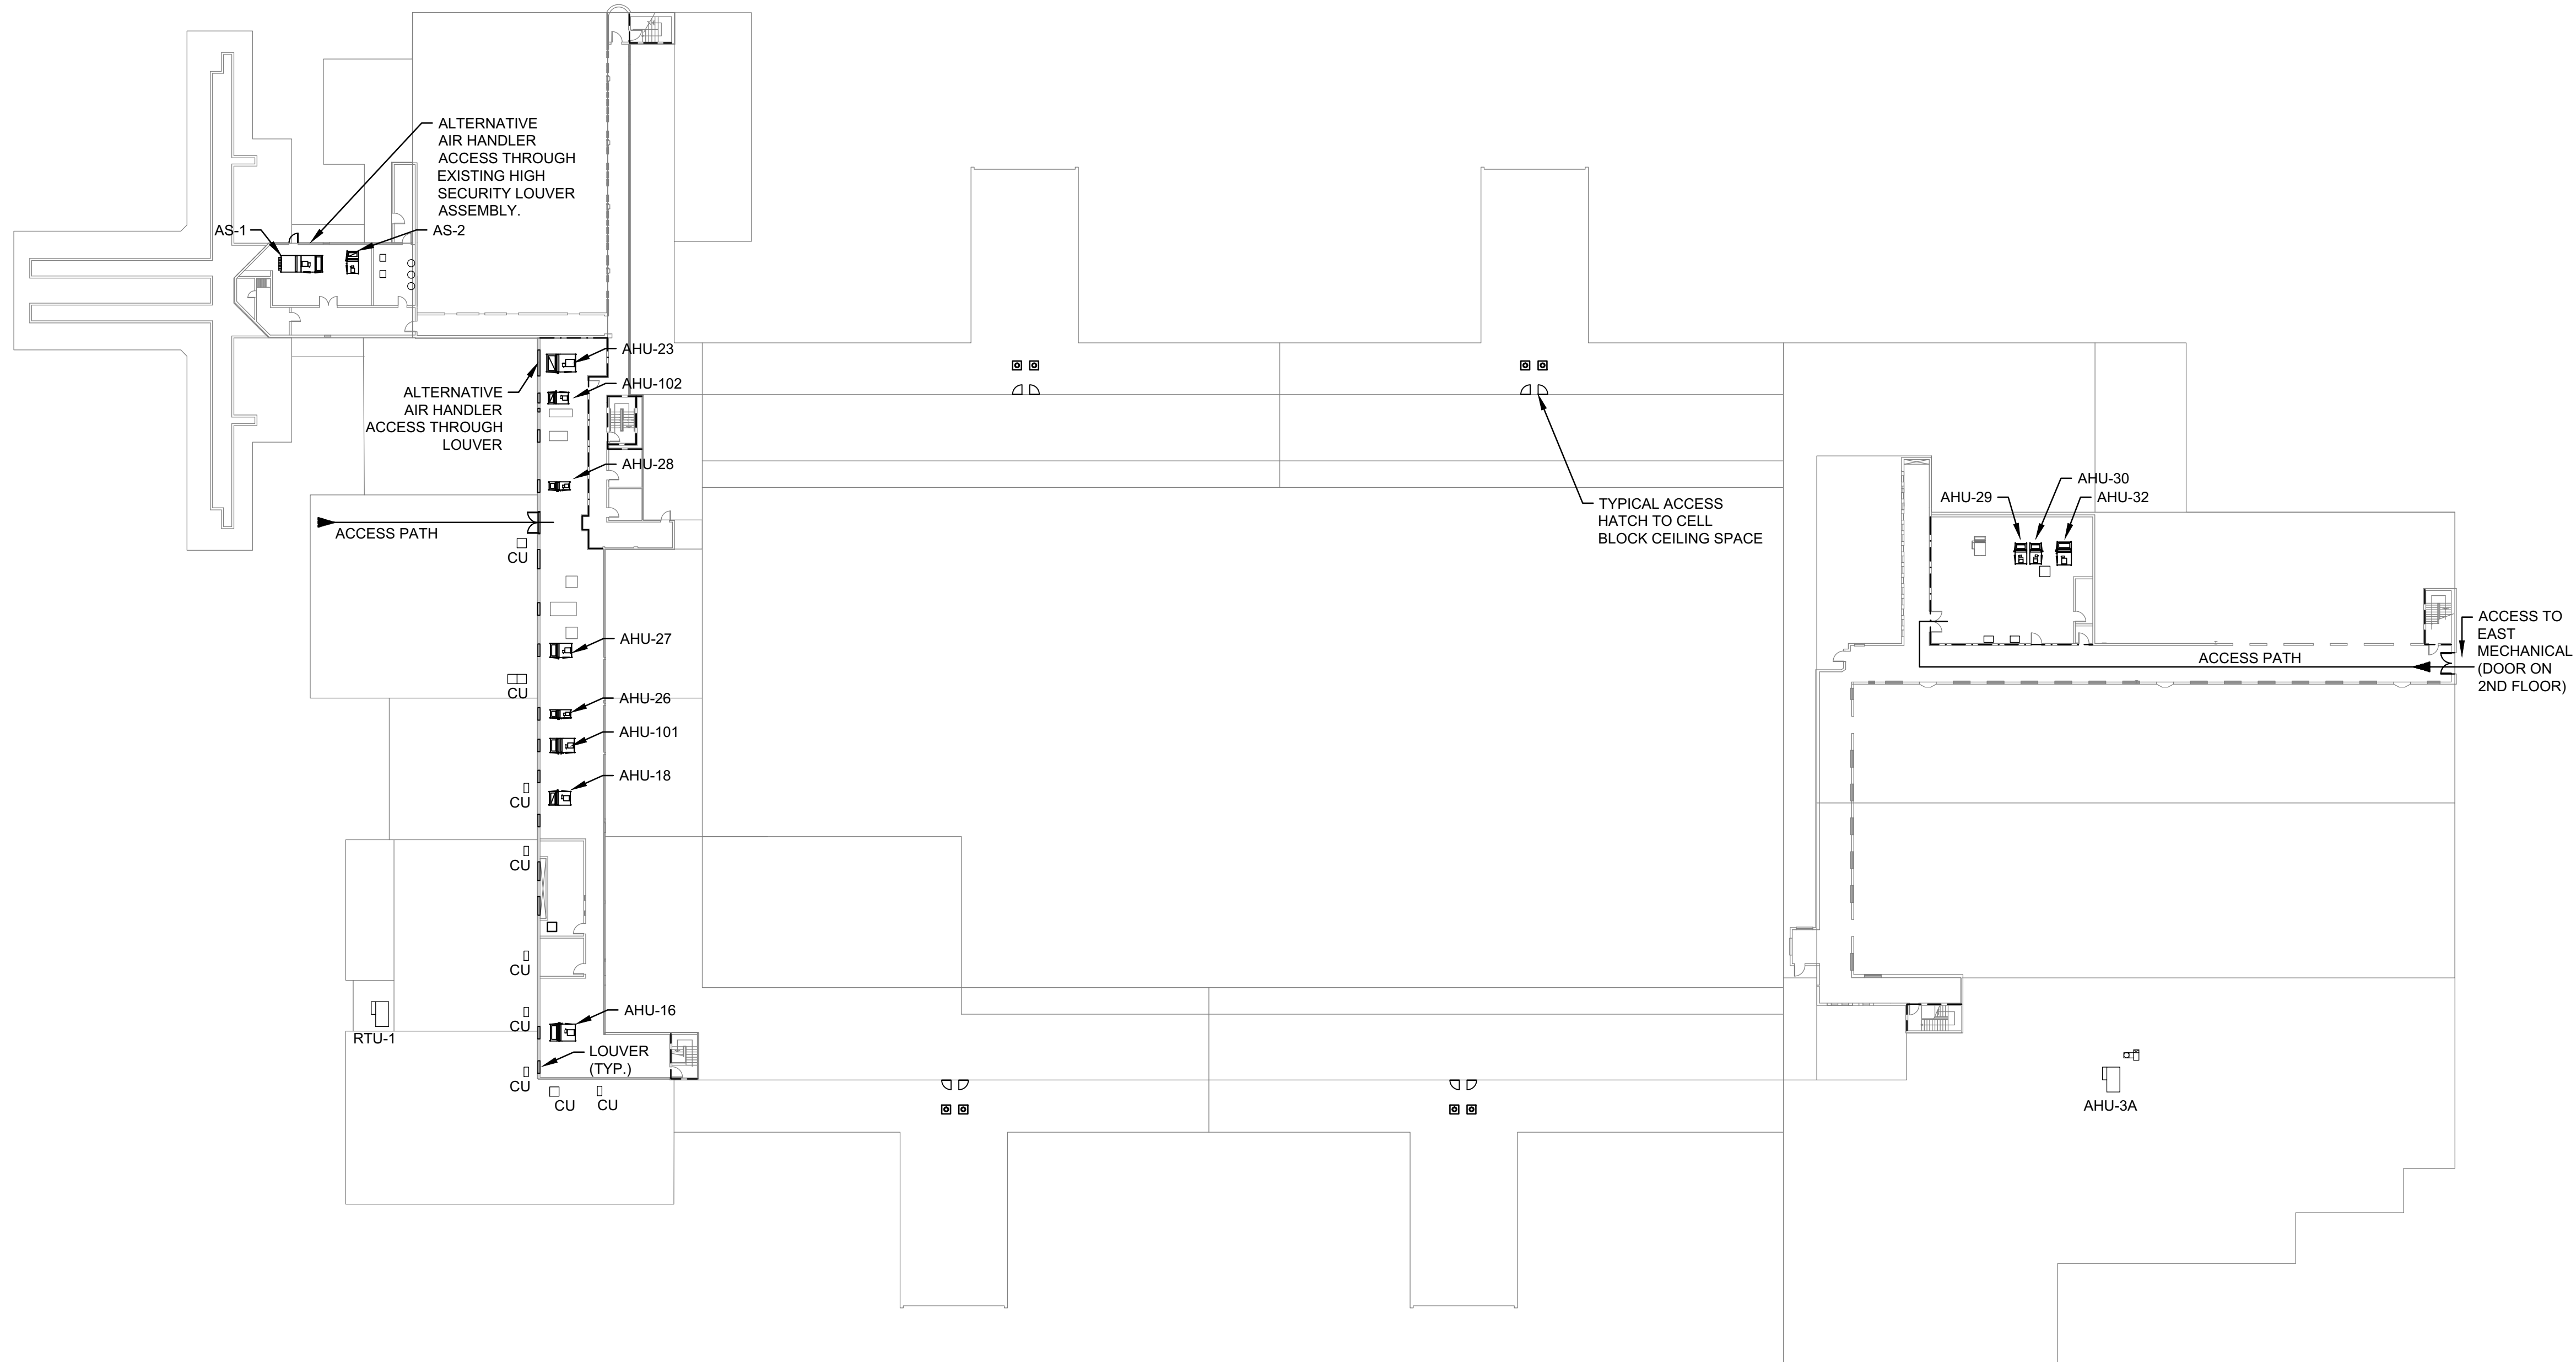 ALTERNATIVE
AIR HANDLER
ACCESS THROUGH
EXISTING HIGH
SECURITY LOUVER
ASSEMBLY.
AS-1
AS-2
AHU-23
AHU-102
ALTERNATIVE
AIR HANDLER
ACCESS THROUGH
LOUVER
AHU-28
ACCESS PATH
CU
AHU-27
CU
AHU-26
AHU-101
AHU-18
CU
CU
CU
AHU-16
CU
RTU-1
LOUVER
(TYP.)
CU
CU
CU
TYPICAL ACCESS
HATCH TO CELL
BLOCK CEILING SPACE
AHU-30
AHU-29
AHU-32
ACCESS TO
EAST
MECHANICAL
(DOOR ON
2ND FLOOR)
ACCESS PATH
AHU-3A